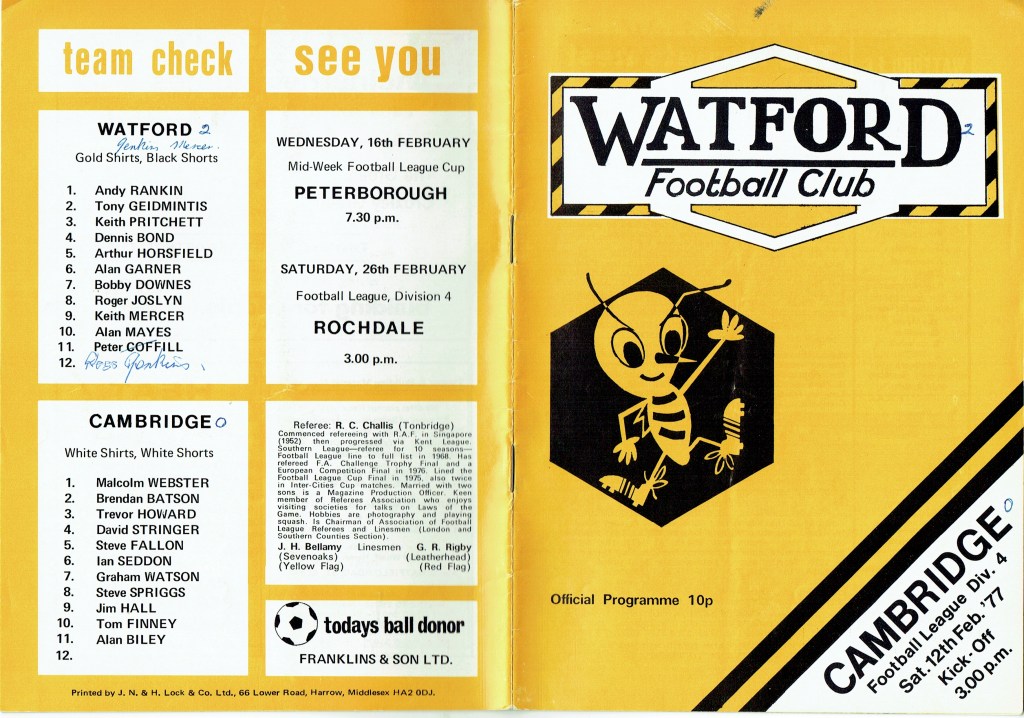 team check
WATFORD 2
Jenkins Mercer.
Gold Shirts, Black Shorts
1. Andy RANKIN
2. Tony GEIDMINTIS
3. Keith PRITCHETT
4. Dennis BOND
5. Arthur HORSFIELD
6. Alan GARNER
7. Bobby DOWNES
8. Roger JOSLYN
9. Keith MERCER
10. Alan MAYES
11. Peter COFFILL
12. Ross Jenkins.
CAMBRIDGE 0
White Shirts, White Shorts
1. Malcolm WEBSTER
2. Brendan BATSON
3. Trevor HOWARD
4. David STRINGER
5. Steve FALLON
6. Ian SEDDON
7. Graham WATSON
8. Steve SPRIGGS
9. Jim HALL
10. Tom FINNEY
11. Alan BILEY
12.
see you
WEDNESDAY, 16th FEBRUARY
Mid-Week Football League Cup
PETERBOROUGH
7.30 p.m.
SATURDAY, 26th FEBRUARY
Football League, Division 4
ROCHDALE
3.00 p.m.
Referee: R. C. Challis (Tonbridge)
Commenced refereeing with R.A.F. in Singapore
(1952) then progressed via Kent League.
Southern League—referee for 10 seasons—
Football League line to full list in 1968. Has
refereed F.A. Challenge Trophy Final and a
European Competition Final in 1976. Lined the
Football League Cup Final in 1975, also twice
in Inter-Cities Cup matches. Married with two
sons is a Magazine Production Officer. Keen
member of Referees Association who enjoys
visiting societies for talks on Laws of the
Game. Hobbies are photography and playing
squash. Is Chairman of Association of Football
League Referees and Linesmen (London and
Southern Counties Section).
J. H. Bellamy Linesmen G. R. Rigby
(Sevenoaks) (Leatherhead)
(Yellow Flag) (Red Flag)
todays ball donor
FRANKLINS & SON LTD.
Printed by J. N. & H. Lock & Co. Ltd., 66 Lower Road, Harrow, Middlesex HA2 0DJ.
WATFORD 2
Football Club
Official Programme 10p
CAMBRIDGE 0
Football League Div. 4
Sat. 12th Feb. '77
Kick-Off
3.00 p.m.